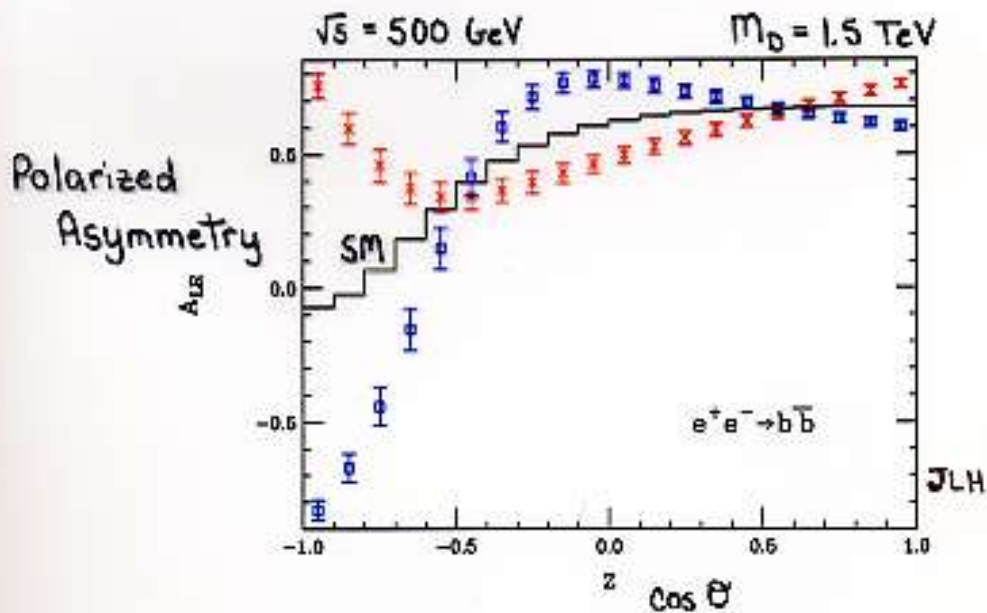 √s = 500 GeV
M_D = 1.5 TeV
Polarized
Asymmetry
A_LR
0.5
0.0
-0.5
SM
e⁺e⁻→bb̅
JLH
-1.0 -0.5 0.0 0.5 1.0
z
Cos θ